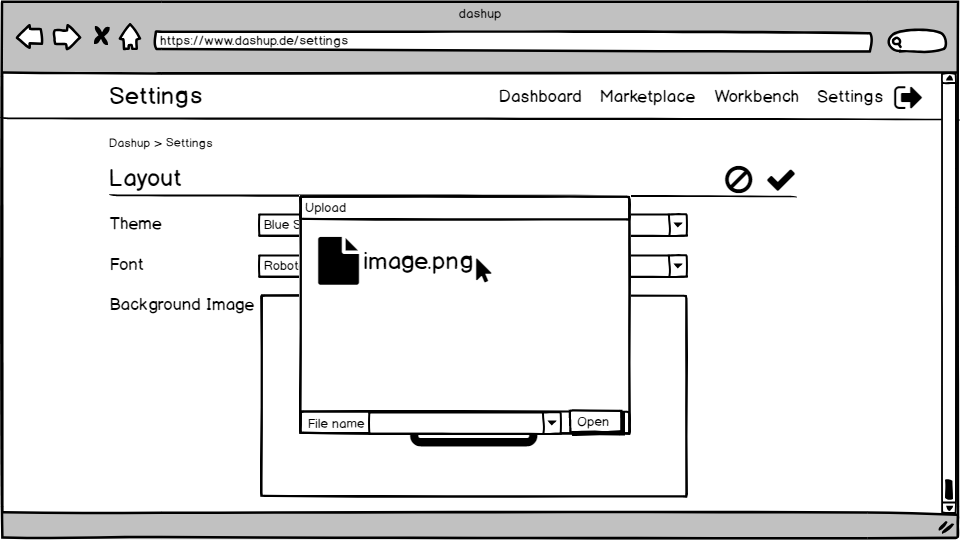 dashup
https://www.dashup.de/settings
Settings
Dashboard Marketplace Workbench Settings
Dashup > Settings
Layout
Upload
Theme
Blue S
image.png
Font
Robot
Background Image
File name
Open